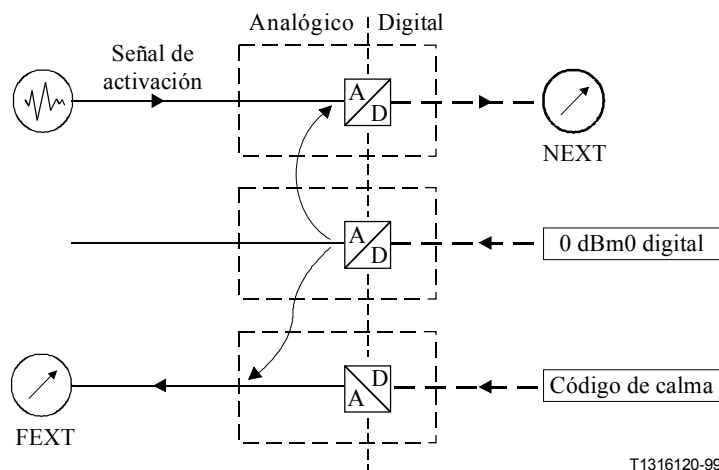 Analógico Digital
Señal de
activación
A
D
NEXT
A
D
0 dBm0 digital
D
A
Código de calma
FEXT
T1316120-99